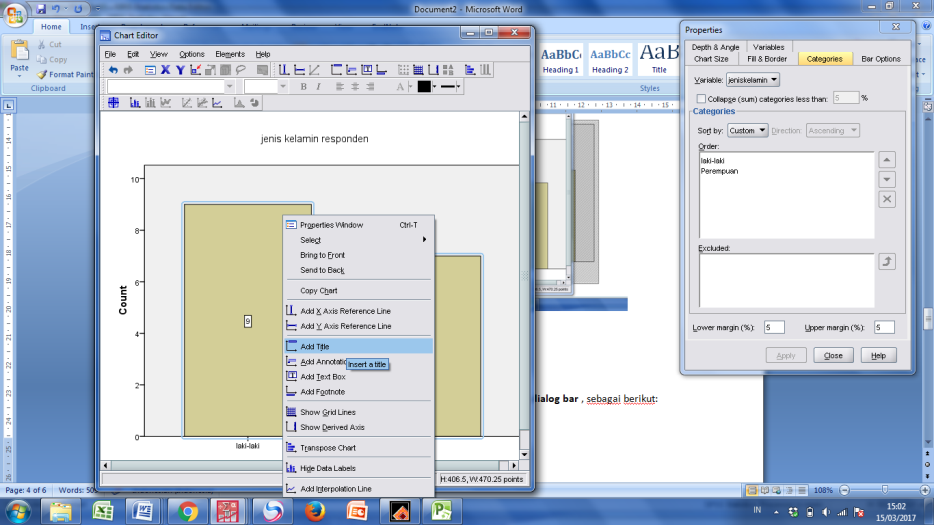 Document2 - Microsoft Word
Home
Cut
Copy
Format Paint
Paste
Clipboard
AaBbC
AaBbCc
AaB
Heading 1
Heading 2
Title
Styles
Chart Editor
File Edit View Options Elements Help
X Y
B I
A
jenis kelamin responden
10
8
6
4
2
0
Count
9
laki-laki
Properties Window Ctrl-T
Select
Bring to Front
Send to Back
Copy Chart
Add X Axis Reference Line
Add Y Axis Reference Line
Add Title
Add Annotatio
Insert a title
Add Text Box
Add Footnote
Show Grid Lines
Show Derived Axis
Transpose Chart
Hide Data Labels
Add Interpolation Line
H:406.5, W:470.25 points
dialog bar , sebagai berikut:
Properties
Depth & Angle Variables
Chart Size Fill & Border Categories Bar Options
Variable: jeniskelamin
Collapse (sum) categories less than: 5 %
Categories
Sort by: Custom Direction: Ascending
Order:
laki-laki
Perempuan
Excluded:
Lower margin (%): 5 Upper margin (%): 5
Apply Close Help
Page: 4 of 6
108%
IN
15:02
15/03/2017